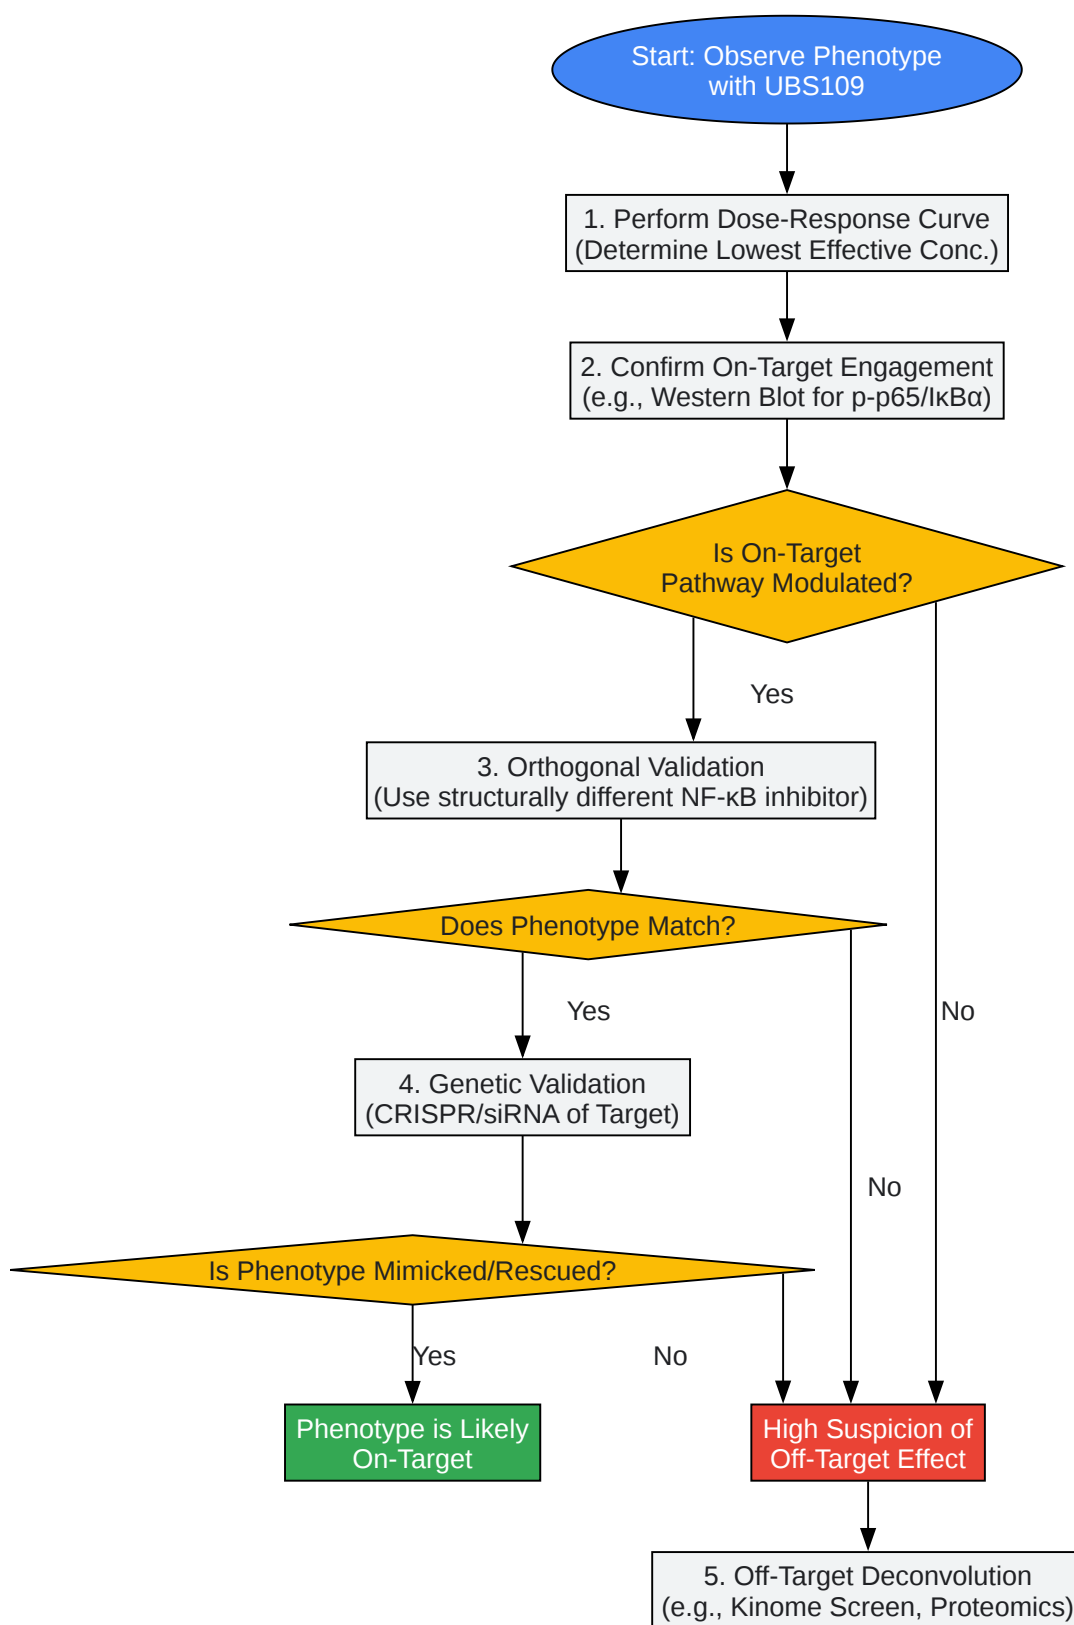 Start: Observe Phenotype
with UBS109
1. Perform Dose-Response Curve
(Determine Lowest Effective Conc.)
2. Confirm On-Target Engagement
(e.g., Western Blot for p-p65/IκBα)
Is On-Target
Pathway Modulated?
Yes
3. Orthogonal Validation
(Use structurally different NF-κB inhibitor)
Does Phenotype Match?
Yes
No
4. Genetic Validation
(CRISPR/siRNA of Target)
No
Is Phenotype Mimicked/Rescued?
Yes
No
Phenotype is Likely
On-Target
High Suspicion of
Off-Target Effect
5. Off-Target Deconvolution
(e.g., Kinome Screen, Proteomics)